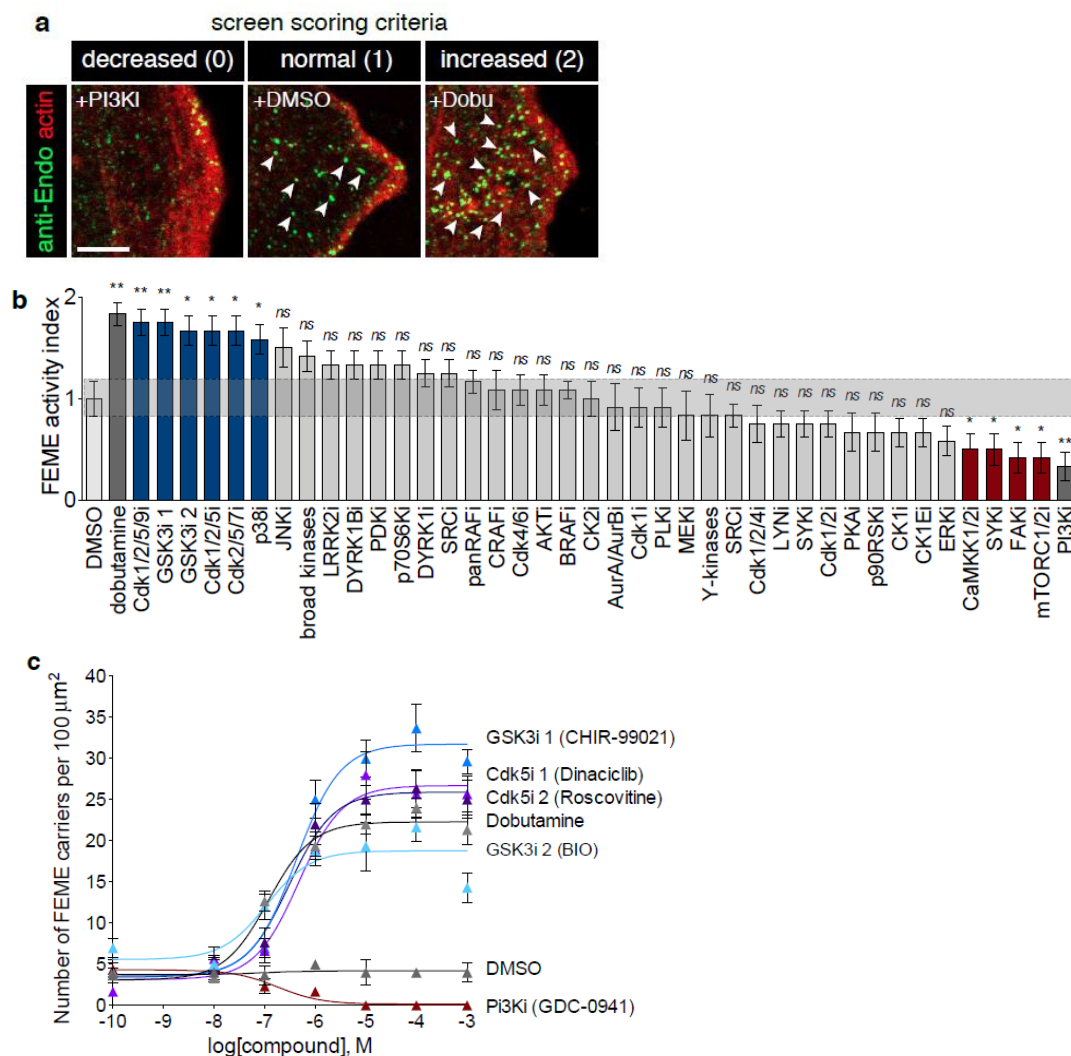 a
screen scoring criteria
decreased (0)
normal (1)
increased (2)
anti-Endo actin
+PI3KI
+DMSO
+Dobu
b
FEME activity index
2
1
0
** ** ** * * * * ns ns ns ns ns ns ns ns ns ns ns ns ns ns ns ns ns ns ns ns ns ns ns ns ns ns ns ns ns * * * * **
DMSO
dobutamine
Cdk1/2/5/9i
GSK3i 1
GSK3i 2
Cdk1/2/5i
Cdk2/5/7i
p38i
JNKi
broad kinases
LRRK2i
DYRK1Bi
PDKi
p70S6Ki
DYRK1i
SRCi
panRAFi
CRAFi
Cdk4/6i
AKTi
BRAFi
CK2i
AurA/AurBi
Cdk1i
PLKi
MEKi
Y-kinases
SRCi
Cdk1/2/4i
LYNi
SYKi
Cdk1/2i
PKAi
p90RSKi
CK1i
CK1Ei
ERKi
CaMKK1/2i
SYKi
FAKi
mTORC1/2i
PI3Ki
c
Number of FEME carriers per 100 µm²
40
35
30
25
20
15
10
5
0
-10 -9 -8 -7 -6 -5 -4 -3
log[compound], M
GSK3i 1 (CHIR-99021)
Cdk5i 1 (Dinaciclib)
Cdk5i 2 (Roscovitine)
Dobutamine
GSK3i 2 (BIO)
DMSO
Pi3Ki (GDC-0941)